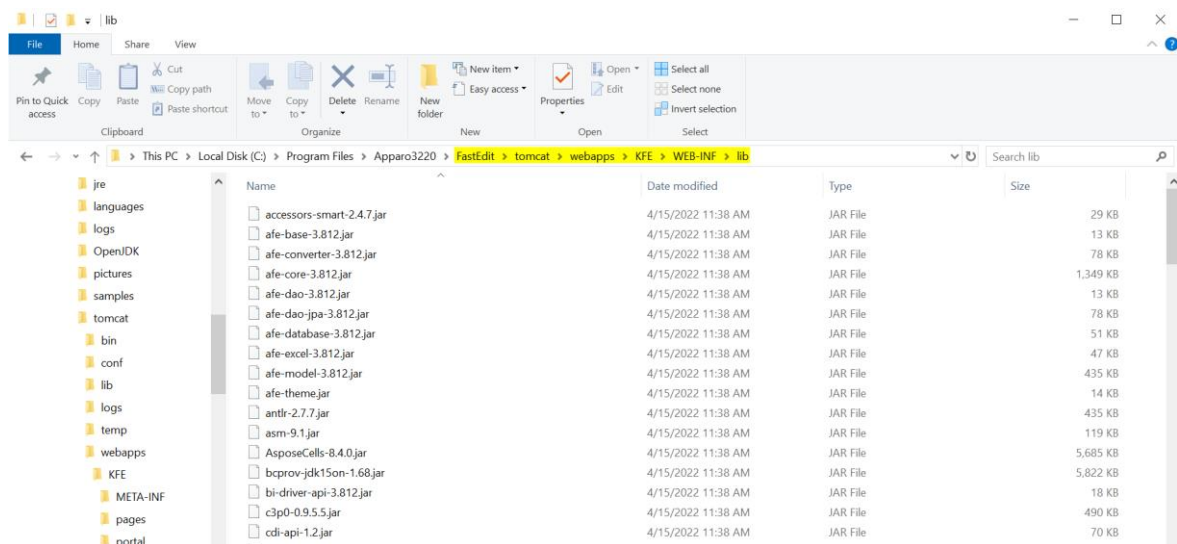 lib
File Home Share View
Pin to Quick access
Copy
Paste
Cut
Copy path
Paste shortcut
Clipboard
Move to
Copy to
Delete
Rename
Organize
New folder
New item
Easy access
New
Properties
Open
Edit
Open
Select all
Select none
Invert selection
Select
This PC > Local Disk (C:) > Program Files > Apparo3220 > FastEdit > tomcat > webapps > KFE > WEB-INF > lib
Search lib
jre
languages
logs
OpenJDK
pictures
samples
tomcat
bin
conf
lib
logs
temp
webapps
KFE
META-INF
pages
portal
Name Date modified Type Size
accessors-smart-2.4.7.jar 4/15/2022 11:38 AM JAR File 29 KB
afe-base-3.812.jar 4/15/2022 11:38 AM JAR File 13 KB
afe-converter-3.812.jar 4/15/2022 11:38 AM JAR File 78 KB
afe-core-3.812.jar 4/15/2022 11:38 AM JAR File 1,349 KB
afe-dao-3.812.jar 4/15/2022 11:38 AM JAR File 13 KB
afe-dao-jpa-3.812.jar 4/15/2022 11:38 AM JAR File 78 KB
afe-database-3.812.jar 4/15/2022 11:38 AM JAR File 51 KB
afe-excel-3.812.jar 4/15/2022 11:38 AM JAR File 47 KB
afe-model-3.812.jar 4/15/2022 11:38 AM JAR File 435 KB
afe-theme.jar 4/15/2022 11:38 AM JAR File 14 KB
antlr-2.7.7.jar 4/15/2022 11:38 AM JAR File 435 KB
asm-9.1.jar 4/15/2022 11:38 AM JAR File 119 KB
AsposeCells-8.4.0.jar 4/15/2022 11:38 AM JAR File 5,685 KB
bcprov-jdk15on-1.68.jar 4/15/2022 11:38 AM JAR File 5,822 KB
bi-driver-api-3.812.jar 4/15/2022 11:38 AM JAR File 18 KB
c3p0-0.9.5.5.jar 4/15/2022 11:38 AM JAR File 490 KB
cdi-api-1.2.jar 4/15/2022 11:38 AM JAR File 70 KB